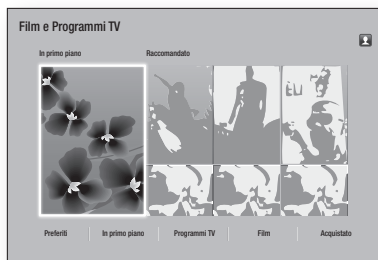 Film e Programmi TV
In primo piano
Raccomandato
Preferiti
In primo piano
Programmi TV
Film
Acquistato